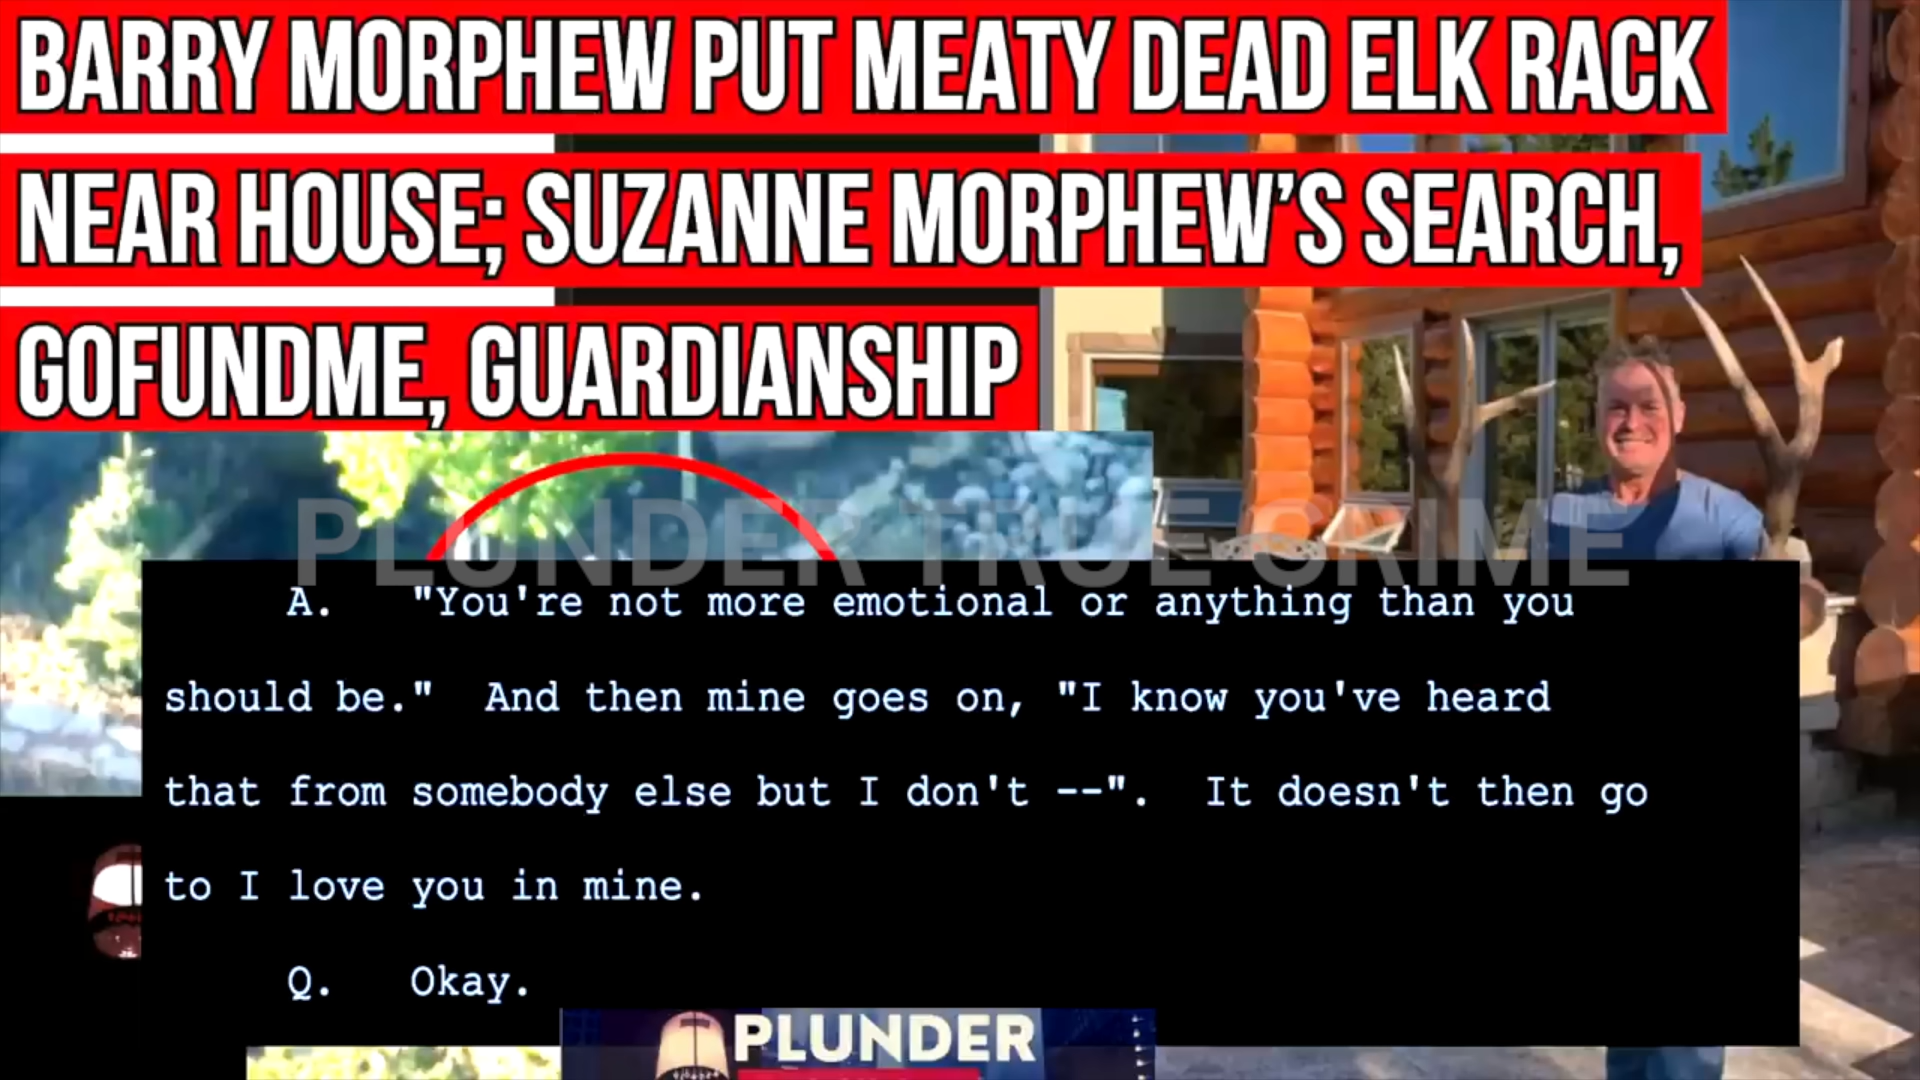 BARRY MORPHEW PUT MEATY DEAD ELK RACK
NEAR HOUSE; SUZANNE MORPHEW'S SEARCH,
GOFUNDME, GUARDIANSHIP
PLUNDER TRUE CRIME
A. "You're not more emotional or anything than you
should be." And then mine goes on, "I know you've heard
that from somebody else but I don't --". It doesn't then go
to I love you in mine.
Q. Okay.
PLUNDER